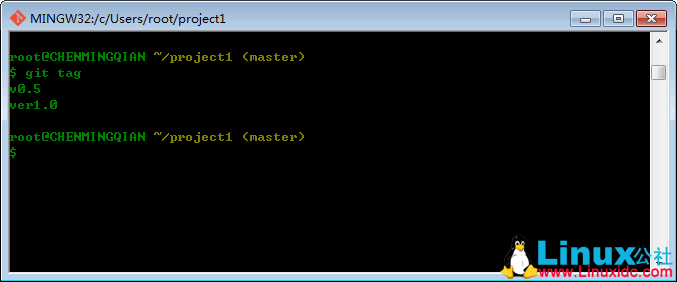 MINGW32:/c/Users/root/project1
root@CHENMINGQIAN ~/project1 (master)
$ git tag
v0.5
ver1.0
root@CHENMINGQIAN ~/project1 (master)
$
Linux公社
www.Linuxidc.com